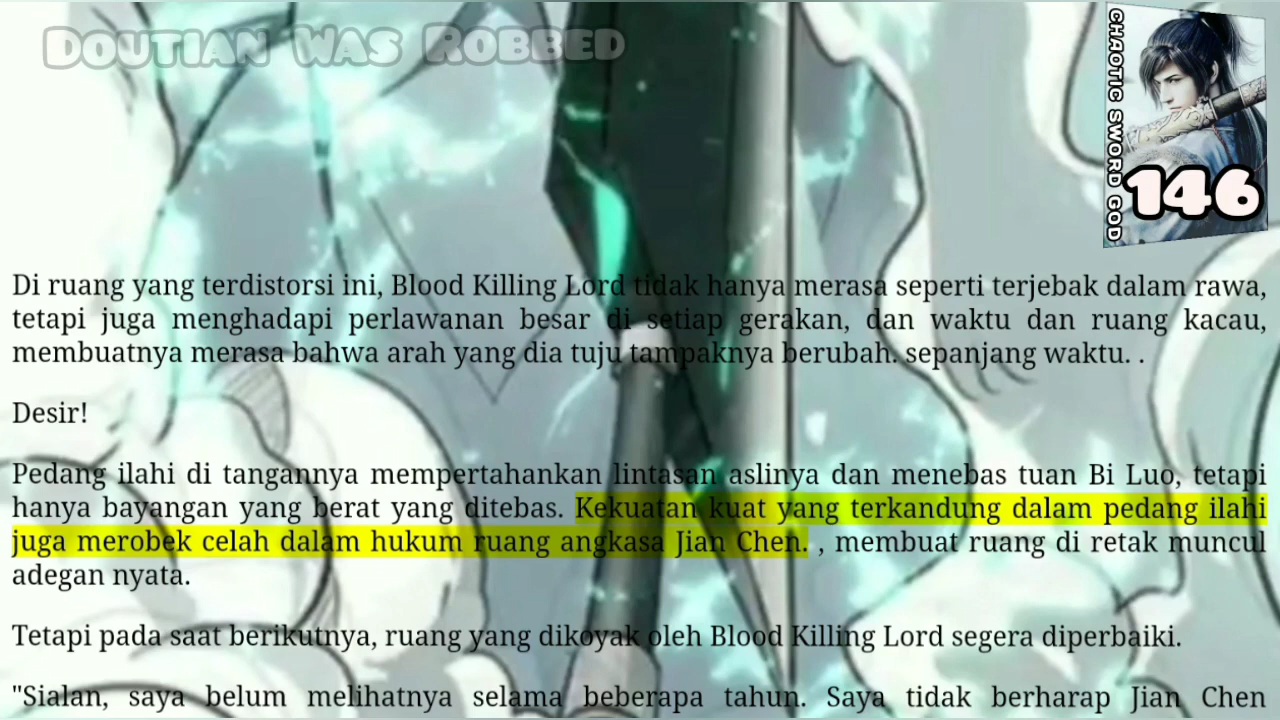 Doutian Was Robbed
CHAOTIC SWORD GOD
146
Di ruang yang terdistorsi ini, Blood Killing Lord tidak hanya merasa seperti terjebak dalam rawa,
tetapi juga menghadapi perlawanan besar di setiap gerakan, dan waktu dan ruang kacau,
membuatnya merasa bahwa arah yang dia tuju tampaknya berubah. sepanjang waktu. .
Desir!
Pedang ilahi di tangannya mempertahankan lintasan aslinya dan menebas tuan Bi Luo, tetapi
hanya bayangan yang berat yang ditebas. Kekuatan kuat yang terkandung dalam pedang ilahi
juga merobek celah dalam hukum ruang angkasa Jian Chen. , membuat ruang di retak muncul
adegan nyata.
Tetapi pada saat berikutnya, ruang yang dikoyak oleh Blood Killing Lord segera diperbaiki.
"Sialan, saya belum melihatnya selama beberapa tahun. Saya tidak berharap Jian Chen